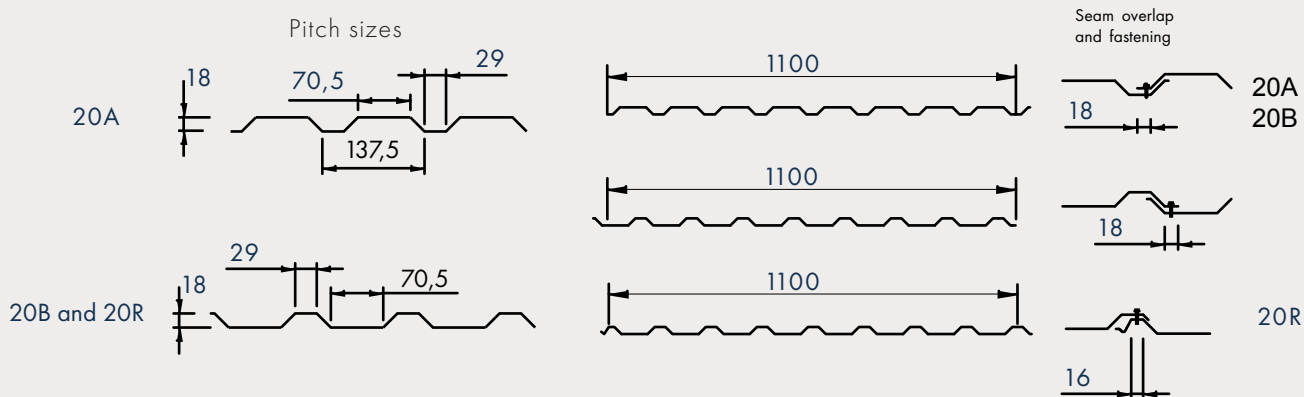 Pitch sizes
Seam overlap
and fastening
18
70,5
29
1100
20A
20A
20B
18
137,5
1100
18
29
18
70,5
1100
20B and 20R
20R
16